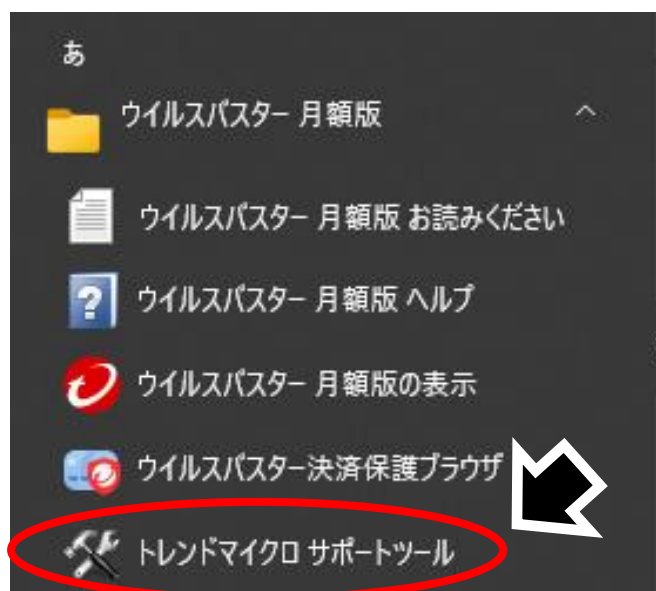 あ
ウイルスバスター 月額版
ウイルスバスター 月額版 お読みください
ウイルスバスター 月額版 ヘルプ
ウイルスバスター 月額版の表示
ウイルスバスター決済保護ブラウザ
トレンドマイクロ サポートツール